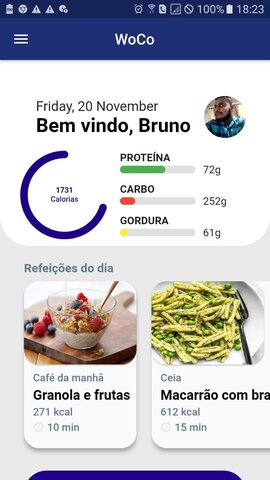 100% 18:23
WoCo
Friday, 20 November
Bem vindo, Bruno
1731
Calorias
PROTEÍNA
72g
CARBO
252g
GORDURA
61g
Refeições do dia
Café da manhã
Granola e frutas
271 kcal
10 min
Ceia
Macarrão com bra
612 kcal
15 min